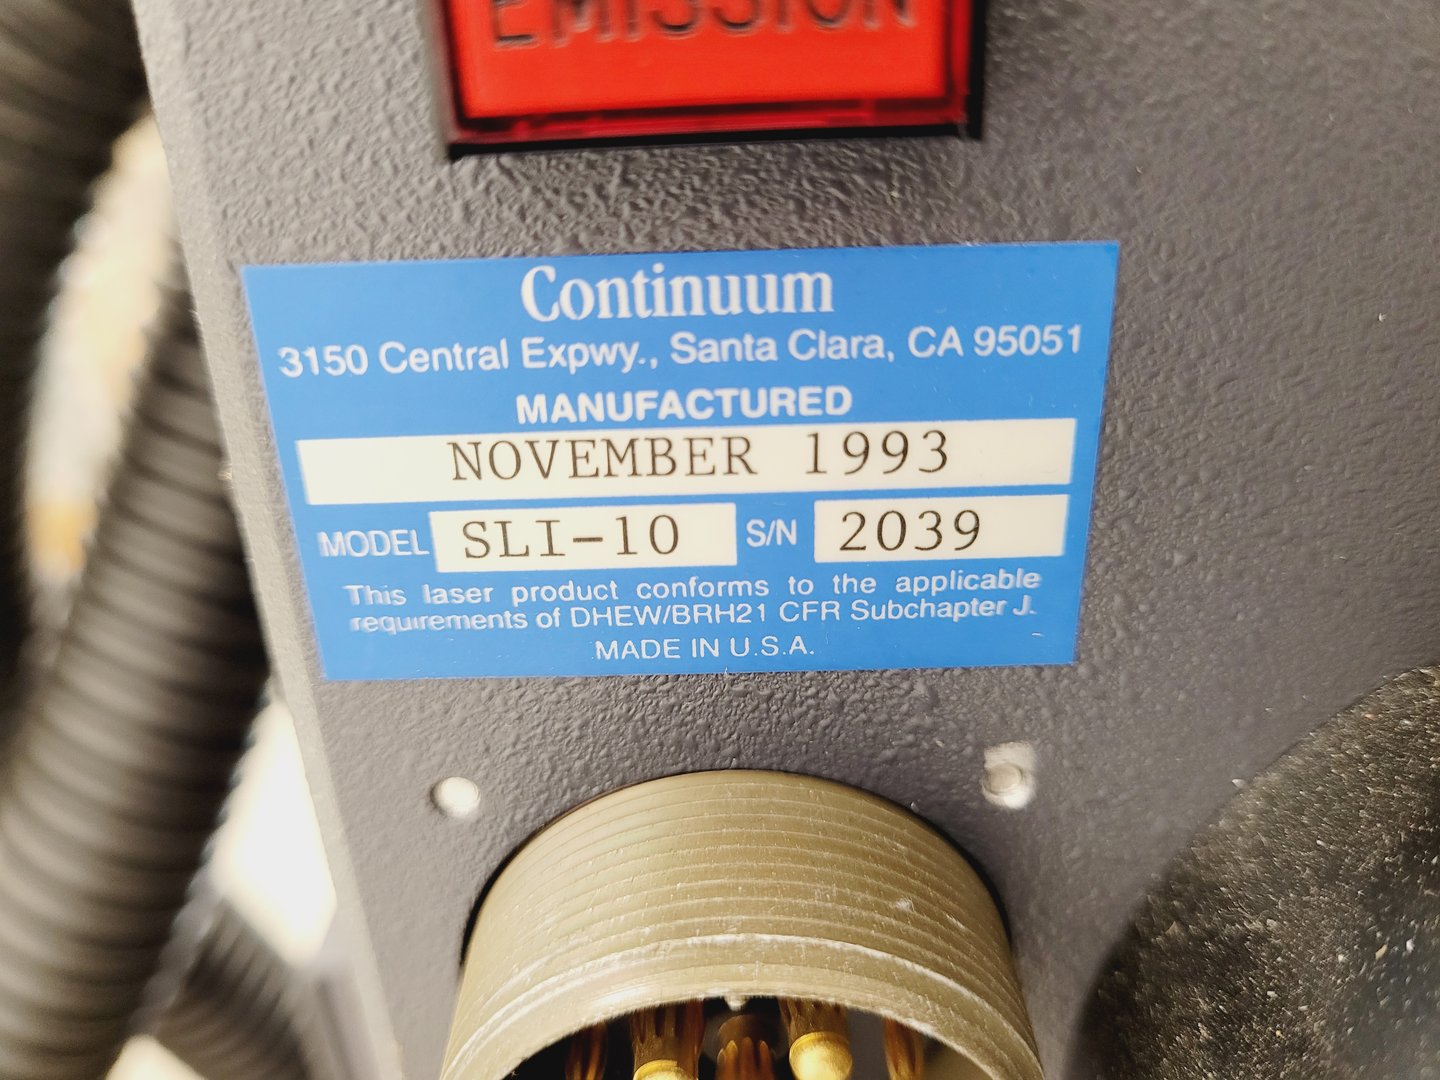 EMISSION
Continuum
3150 Central Expwy., Santa Clara, CA 95051
MANUFACTURED
NOVEMBER 1993
MODEL SLI-10 S/N 2039
This laser product conforms to the applicable
requirements of DHEW/BRH21 CFR Subchapter J.
MADE IN U.S.A.